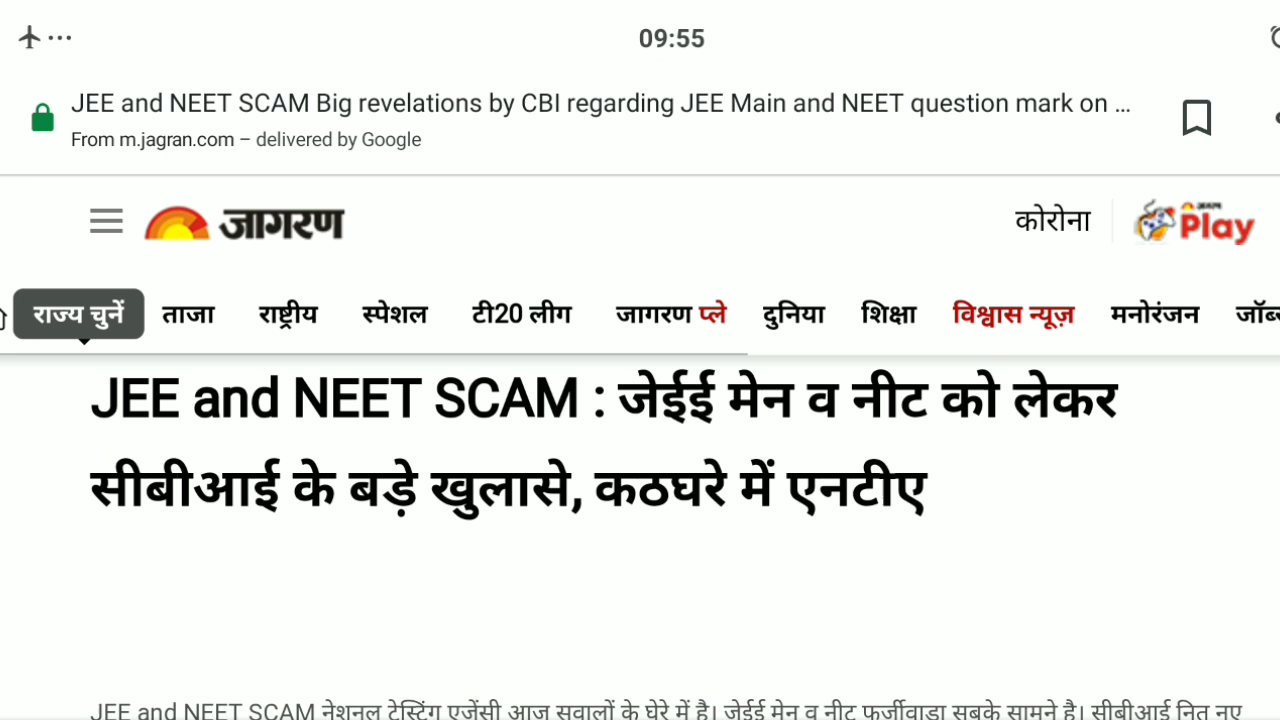 09:55
JEE and NEET SCAM Big revelations by CBI regarding JEE Main and NEET question mark on ...
From m.jagran.com – delivered by Google
जागरण
कोरोना
Play
राज्य चुनें ताजा राष्ट्रीय स्पेशल टी20 लीग जागरण प्ले दुनिया शिक्षा विश्वास न्यूज़ मनोरंजन
JEE and NEET SCAM : जेईई मेन व नीट को लेकर
सीबीआई के बड़े खुलासे, कठघरे में एनटीए
JEE and NEET SCAM नेशनल टेस्टिंग एजेंसी आज सवालों के घेरे में है। जेईई मेन व नीट फर्जीवाड़ा सबके सामने है। सीबीआई नित नए